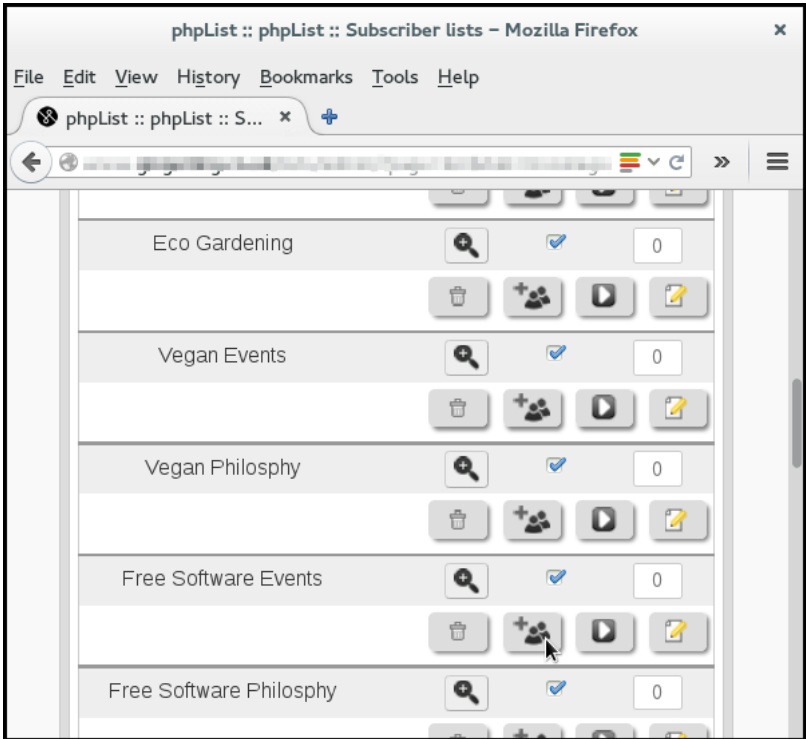 phpList :: phpList :: Subscriber lists – Mozilla Firefox
File Edit View History Bookmarks Tools Help
phpList :: phpList :: S...
Eco Gardening 0
Vegan Events 0
Vegan Philosphy 0
Free Software Events 0
Free Software Philosphy 0